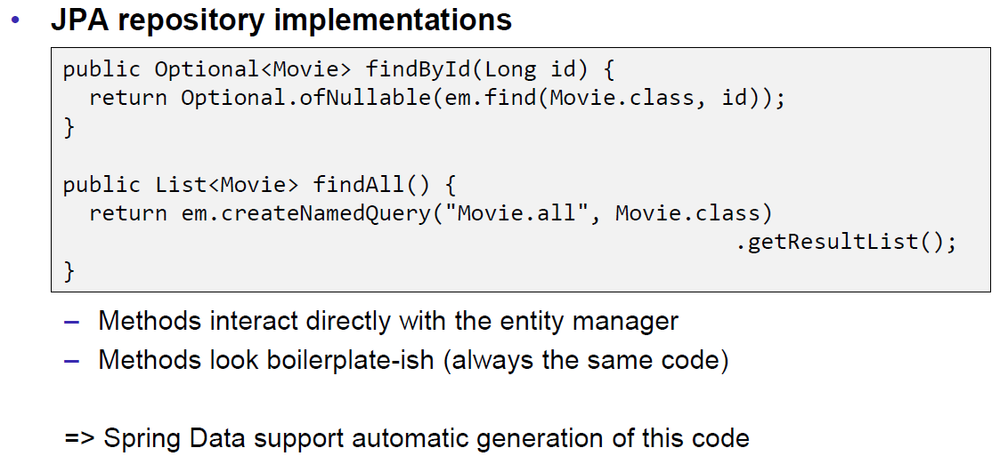 • JPA repository implementations
public Optional<Movie> findById(Long id) {
  return Optional.ofNullable(em.find(Movie.class, id));
}
public List<Movie> findAll() {
  return em.createNamedQuery("Movie.all", Movie.class)
                                                   .getResultList();
}
– Methods interact directly with the entity manager
– Methods look boilerplate-ish (always the same code)
=> Spring Data support automatic generation of this code